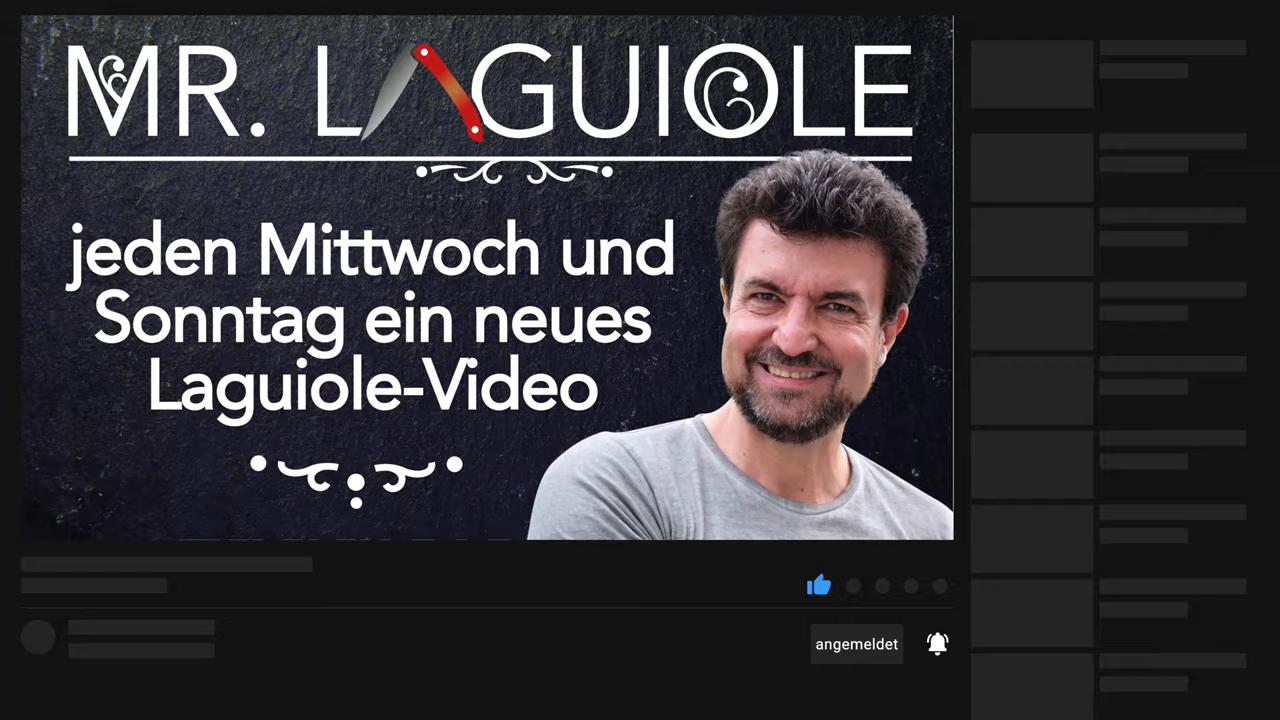 MR. LAGUIOLE
jeden Mittwoch und
Sonntag ein neues
Laguiole-Video
angemeldet